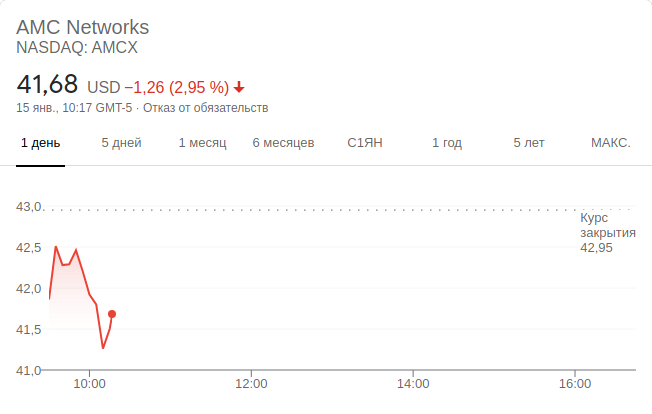 AMC Networks
NASDAQ: AMCX
41,68 USD −1,26 (2,95 %)
15 янв., 10:17 GMT-5 · Отказ от обязательств
1 день 5 дней 1 месяц 6 месяцев С1ЯН 1 год 5 лет МАКС.
43,0
Курс
закрытия
42,5 42,95
42,0
41,5
41,0
10:00 12:00 14:00 16:00